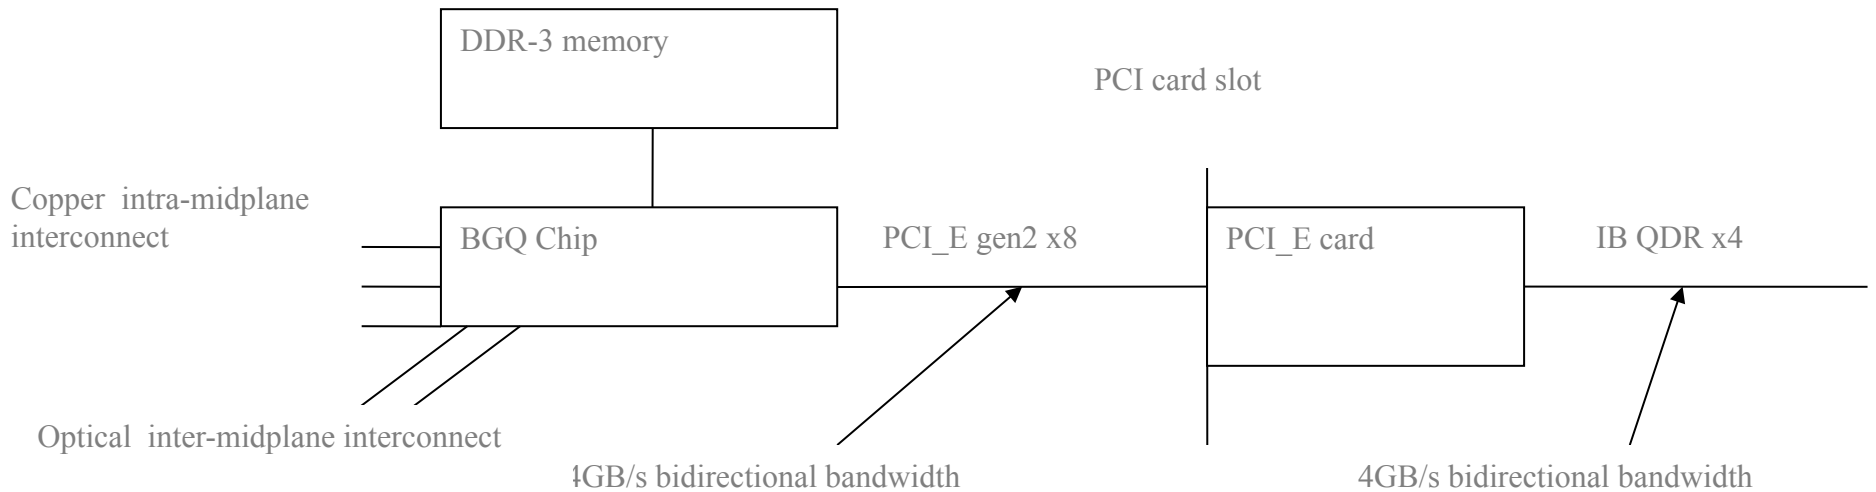 DDR-3 memory
PCI card slot
Copper  intra-midplane
interconnect
BGQ Chip
PCI_E gen2 x8
PCI_E card
IB QDR x4
Optical  inter-midplane interconnect
4GB/s bidirectional bandwidth
4GB/s bidirectional bandwidth